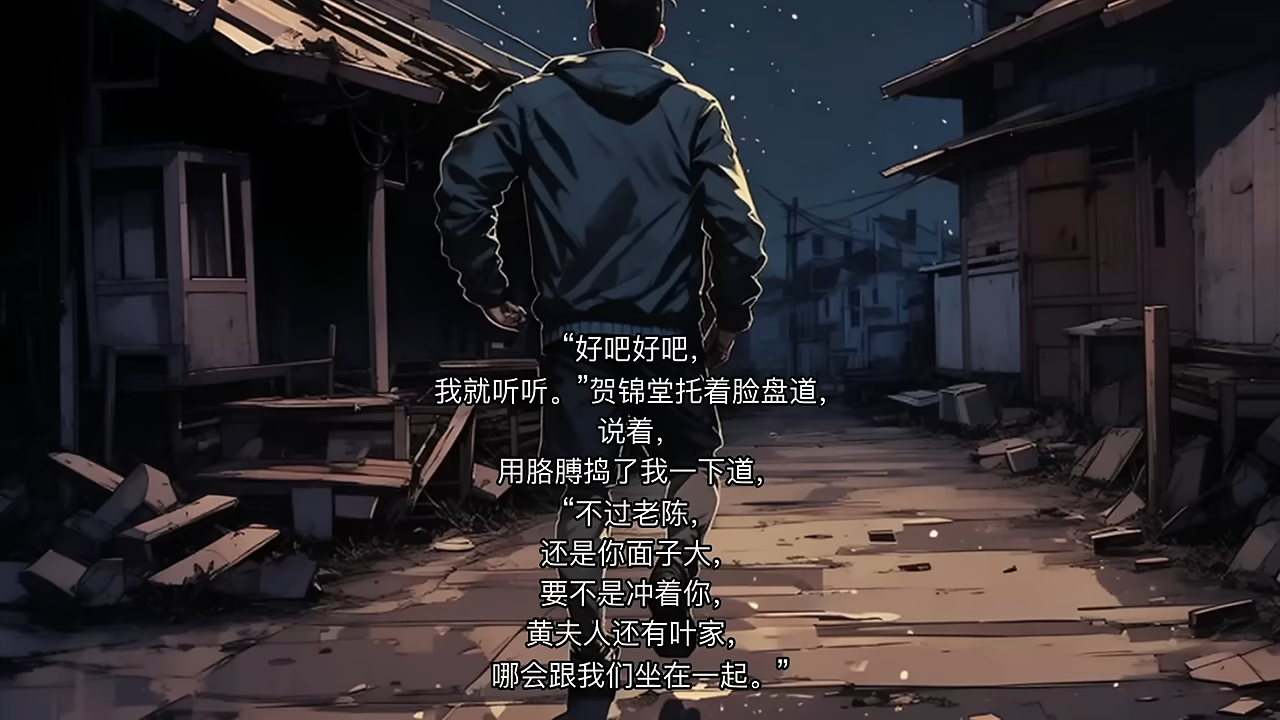 “好吧好吧，
我就听听。”贺锦堂托着脸盘道，
说着，
用胳膊捣了我一下道，
“不过老陈，
还是你面子大，
要不是冲着你，
黄夫人还有叶家，
哪会跟我们坐在一起。”